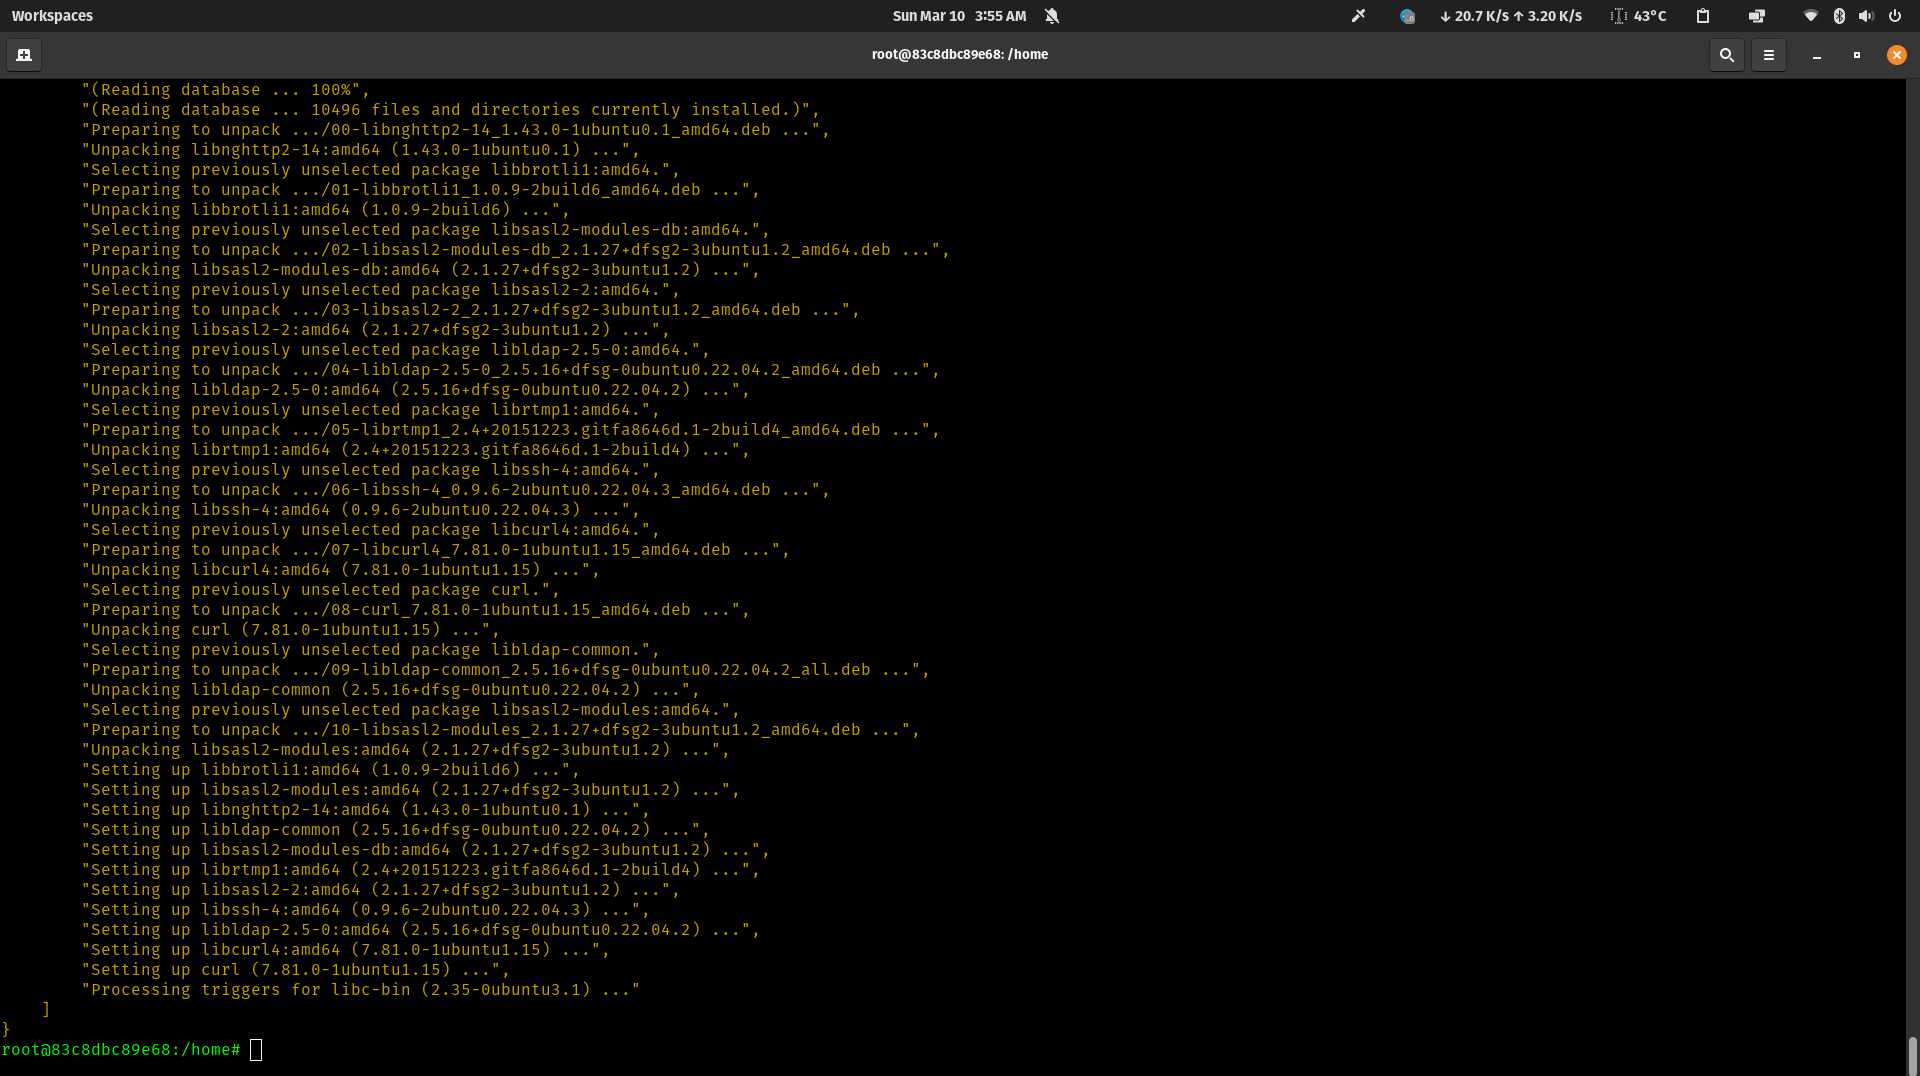 Workspaces
Sun Mar 10 3:55 AM
↓ 20.7 K/s ↑ 3.20 K/s
43°C
root@83c8dbc89e68: /home
"(Reading database ... 100%",
"(Reading database ... 10496 files and directories currently installed.)",
"Preparing to unpack .../00-libnghttp2-14_1.43.0-1ubuntu0.1_amd64.deb ...",
"Unpacking libnghttp2-14:amd64 (1.43.0-1ubuntu0.1) ...",
"Selecting previously unselected package libbrotli1:amd64.",
"Preparing to unpack .../01-libbrotli1_1.0.9-2build6_amd64.deb ...",
"Unpacking libbrotli1:amd64 (1.0.9-2build6) ...",
"Selecting previously unselected package libsasl2-modules-db:amd64.",
"Preparing to unpack .../02-libsasl2-modules-db_2.1.27+dfsg2-3ubuntu1.2_amd64.deb ...",
"Unpacking libsasl2-modules-db:amd64 (2.1.27+dfsg2-3ubuntu1.2) ...",
"Selecting previously unselected package libsasl2-2:amd64.",
"Preparing to unpack .../03-libsasl2-2_2.1.27+dfsg2-3ubuntu1.2_amd64.deb ...",
"Unpacking libsasl2-2:amd64 (2.1.27+dfsg2-3ubuntu1.2) ...",
"Selecting previously unselected package libldap-2.5-0:amd64.",
"Preparing to unpack .../04-libldap-2.5-0_2.5.16+dfsg-0ubuntu0.22.04.2_amd64.deb ...",
"Unpacking libldap-2.5-0:amd64 (2.5.16+dfsg-0ubuntu0.22.04.2) ...",
"Selecting previously unselected package librtmp1:amd64.",
"Preparing to unpack .../05-librtmp1_2.4+20151223.gitfa8646d.1-2build4_amd64.deb ...",
"Unpacking librtmp1:amd64 (2.4+20151223.gitfa8646d.1-2build4) ...",
"Selecting previously unselected package libssh-4:amd64.",
"Preparing to unpack .../06-libssh-4_0.9.6-2ubuntu0.22.04.3_amd64.deb ...",
"Unpacking libssh-4:amd64 (0.9.6-2ubuntu0.22.04.3) ...",
"Selecting previously unselected package libcurl4:amd64.",
"Preparing to unpack .../07-libcurl4_7.81.0-1ubuntu1.15_amd64.deb ...",
"Unpacking libcurl4:amd64 (7.81.0-1ubuntu1.15) ...",
"Selecting previously unselected package curl.",
"Preparing to unpack .../08-curl_7.81.0-1ubuntu1.15_amd64.deb ...",
"Unpacking curl (7.81.0-1ubuntu1.15) ...",
"Selecting previously unselected package libldap-common.",
"Preparing to unpack .../09-libldap-common_2.5.16+dfsg-0ubuntu0.22.04.2_all.deb ...",
"Unpacking libldap-common (2.5.16+dfsg-0ubuntu0.22.04.2) ...",
"Selecting previously unselected package libsasl2-modules:amd64.",
"Preparing to unpack .../10-libsasl2-modules_2.1.27+dfsg2-3ubuntu1.2_amd64.deb ...",
"Unpacking libsasl2-modules:amd64 (2.1.27+dfsg2-3ubuntu1.2) ...",
"Setting up libbrotli1:amd64 (1.0.9-2build6) ...",
"Setting up libsasl2-modules:amd64 (2.1.27+dfsg2-3ubuntu1.2) ...",
"Setting up libnghttp2-14:amd64 (1.43.0-1ubuntu0.1) ...",
"Setting up libldap-common (2.5.16+dfsg-0ubuntu0.22.04.2) ...",
"Setting up libsasl2-modules-db:amd64 (2.1.27+dfsg2-3ubuntu1.2) ...",
"Setting up librtmp1:amd64 (2.4+20151223.gitfa8646d.1-2build4) ...",
"Setting up libsasl2-2:amd64 (2.1.27+dfsg2-3ubuntu1.2) ...",
"Setting up libssh-4:amd64 (0.9.6-2ubuntu0.22.04.3) ...",
"Setting up libldap-2.5-0:amd64 (2.5.16+dfsg-0ubuntu0.22.04.2) ...",
"Setting up libcurl4:amd64 (7.81.0-1ubuntu1.15) ...",
"Setting up curl (7.81.0-1ubuntu1.15) ...",
"Processing triggers for libc-bin (2.35-0ubuntu3.1) ..."
]
}
root@83c8dbc89e68:/home#